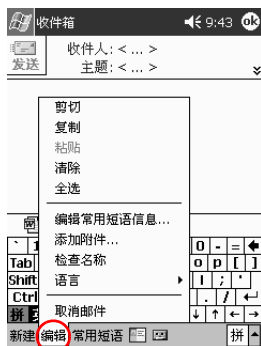 收件箱 9:43 ok
发送
收件人: < ... >
主题: < ... >
剪切
复制
粘贴
清除
全选
编辑常用短语信息...
添加附件...
检查名称
语言
取消邮件
` 1 0 - =
Tab o p [ ]
Shift l ; '
Ctrl . /
拼
新建 编辑 常用短语 拼